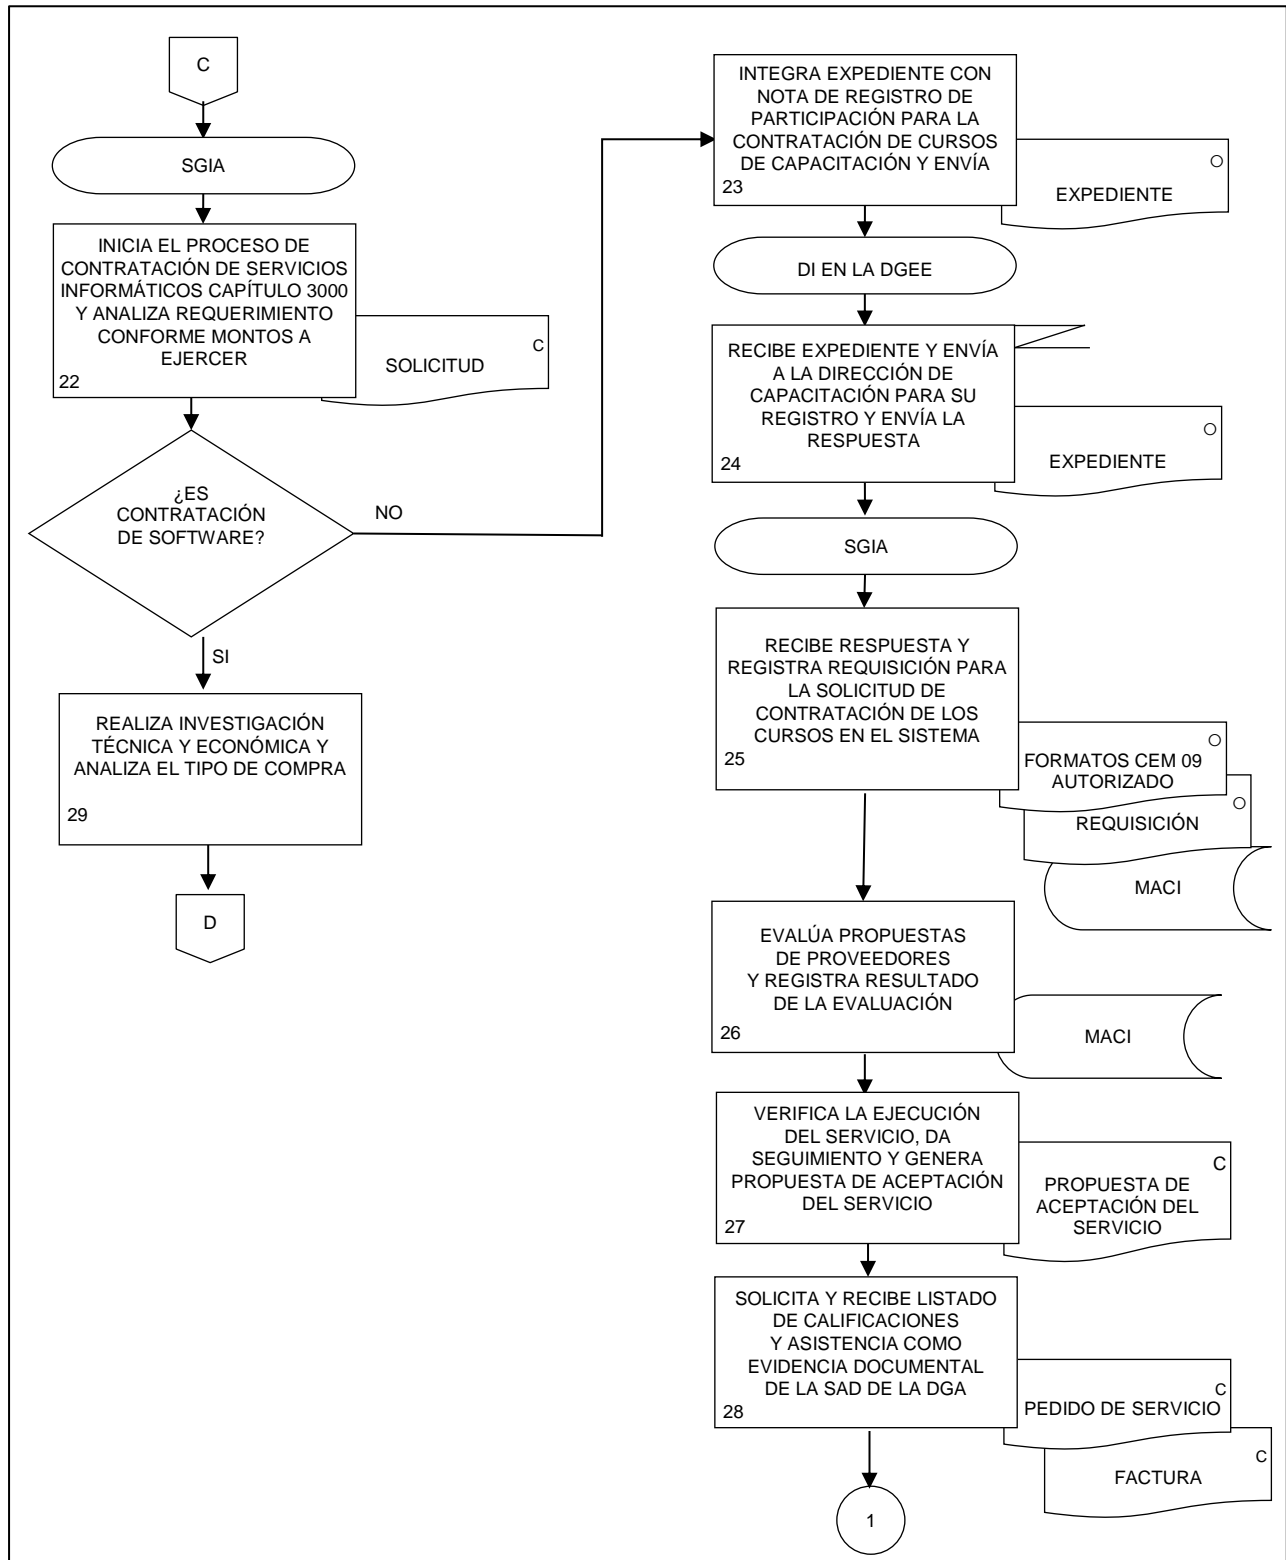 C
SGIA
INICIA EL PROCESO DE
CONTRATACIÓN DE SERVICIOS
INFORMÁTICOS CAPÍTULO 3000
Y ANALIZA REQUERIMIENTO
CONFORME MONTOS A
EJERCER
22
C
SOLICITUD
¿ES
CONTRATACIÓN
DE SOFTWARE?
NO
SI
REALIZA INVESTIGACIÓN
TÉCNICA Y ECONÓMICA Y
ANALIZA EL TIPO DE COMPRA
29
D
INTEGRA EXPEDIENTE CON
NOTA DE REGISTRO DE
PARTICIPACIÓN PARA LA
CONTRATACIÓN DE CURSOS
DE CAPACITACIÓN Y ENVÍA
23
O
EXPEDIENTE
DI EN LA DGEE
RECIBE EXPEDIENTE Y ENVÍA
A LA DIRECCIÓN DE
CAPACITACIÓN PARA SU
REGISTRO Y ENVÍA LA
RESPUESTA
24
O
EXPEDIENTE
SGIA
RECIBE RESPUESTA Y
REGISTRA REQUISICIÓN PARA
LA SOLICITUD DE
CONTRATACIÓN DE LOS
CURSOS EN EL SISTEMA
25
O
FORMATOS CEM 09
AUTORIZADO
O
REQUISICIÓN
MACI
EVALÚA PROPUESTAS
DE PROVEEDORES
Y REGISTRA RESULTADO
DE LA EVALUACIÓN
26
MACI
VERIFICA LA EJECUCIÓN
DEL SERVICIO, DA
SEGUIMIENTO Y GENERA
PROPUESTA DE ACEPTACIÓN
DEL SERVICIO
27
C
PROPUESTA DE
ACEPTACIÓN DEL
SERVICIO
SOLICITA Y RECIBE LISTADO
DE CALIFICACIONES
Y ASISTENCIA COMO
EVIDENCIA DOCUMENTAL
DE LA SAD DE LA DGA
28
C
PEDIDO DE SERVICIO
C
FACTURA
1